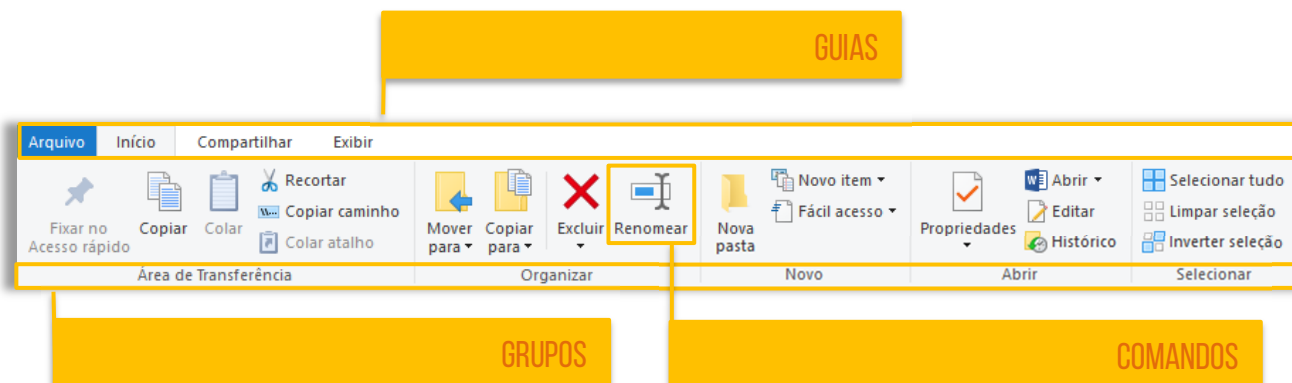 GUIAS
Arquivo Início Compartilhar Exibir
Fixar no
Acesso rápido
Copiar
Colar
Recortar
Copiar caminho
Colar atalho
Mover
para
Copiar
para
Excluir
Renomear
Nova
pasta
Novo item
Fácil acesso
Propriedades
Abrir
Editar
Histórico
Selecionar tudo
Limpar seleção
Inverter seleção
Área de Transferência Organizar Novo Abrir Selecionar
GRUPOS
COMANDOS